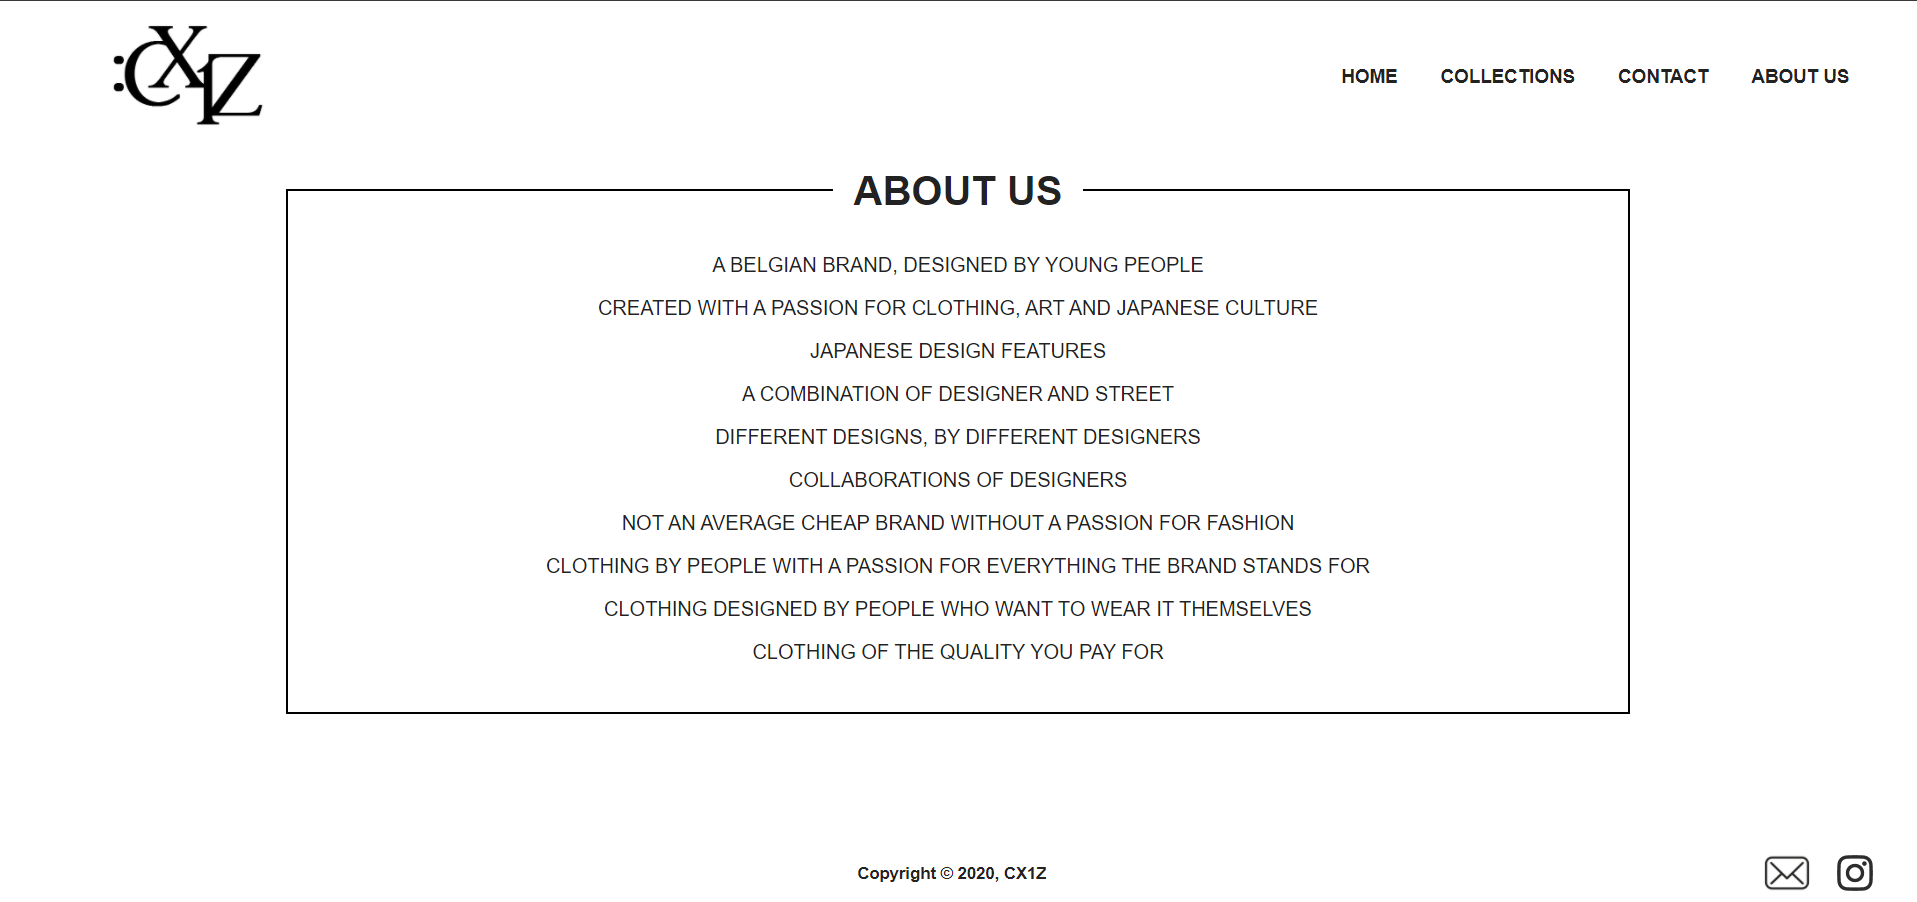 :CX1Z
HOME COLLECTIONS CONTACT ABOUT US
ABOUT US
A BELGIAN BRAND, DESIGNED BY YOUNG PEOPLE
CREATED WITH A PASSION FOR CLOTHING, ART AND JAPANESE CULTURE
JAPANESE DESIGN FEATURES
A COMBINATION OF DESIGNER AND STREET
DIFFERENT DESIGNS, BY DIFFERENT DESIGNERS
COLLABORATIONS OF DESIGNERS
NOT AN AVERAGE CHEAP BRAND WITHOUT A PASSION FOR FASHION
CLOTHING BY PEOPLE WITH A PASSION FOR EVERYTHING THE BRAND STANDS FOR
CLOTHING DESIGNED BY PEOPLE WHO WANT TO WEAR IT THEMSELVES
CLOTHING OF THE QUALITY YOU PAY FOR
Copyright © 2020, CX1Z